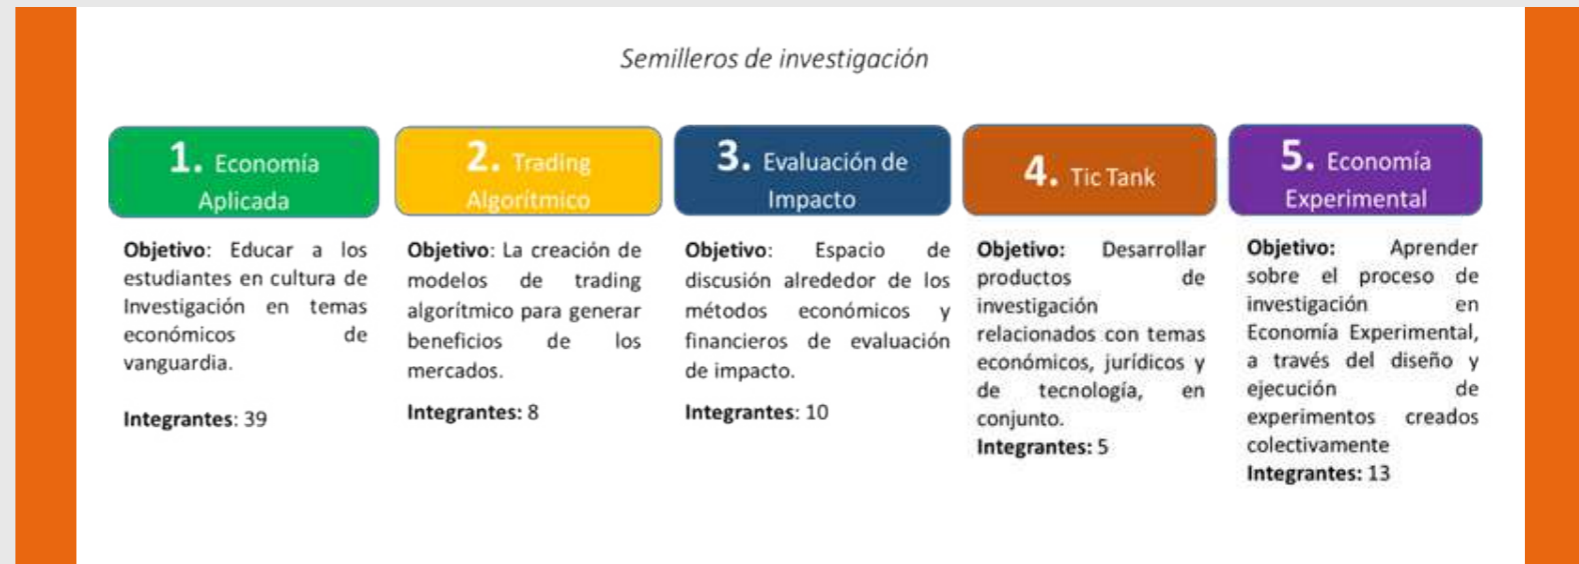 Semilleros de investigación
1. Economía
Aplicada
Objetivo: Educar a los
estudiantes en cultura de
Investigación en temas
económicos de
vanguardia.
Integrantes: 39
2. Trading
Algorítmico
Objetivo: La creación de
modelos de trading
algorítmico para generar
beneficios de los
mercados.
Integrantes: 8
3. Evaluación de
Impacto
Objetivo: Espacio de
discusión alrededor de los
métodos económicos y
financieros de evaluación
de impacto.
Integrantes: 10
4. Tic Tank
Objetivo: Desarrollar
productos de
investigación
relacionados con temas
económicos, jurídicos y
de tecnología, en
conjunto.
Integrantes: 5
5. Economía
Experimental
Objetivo: Aprender
sobre el proceso de
investigación en
Economía Experimental,
a través del diseño y
ejecución de
experimentos creados
colectivamente
Integrantes: 13